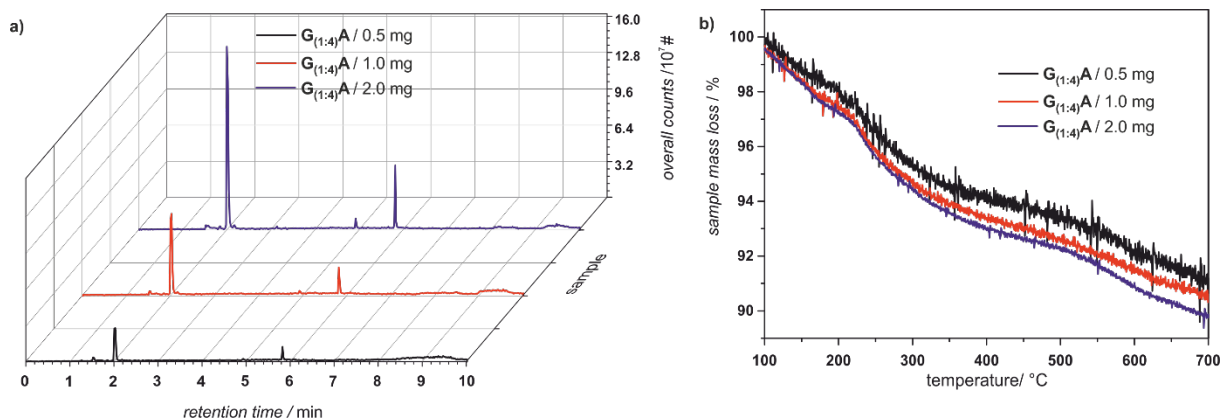 a)
G(1:4)A / 0.5 mg
G(1:4)A / 1.0 mg
G(1:4)A / 2.0 mg
16.0
12.8
9.6
6.4
3.2
overall counts /10⁷ #
sample
0 1 2 3 4 5 6 7 8 9 10
retention time / min
b)
G(1:4)A / 0.5 mg
G(1:4)A / 1.0 mg
G(1:4)A / 2.0 mg
100
98
96
94
92
90
sample mass loss / %
100 200 300 400 500 600 700
temperature/ °C